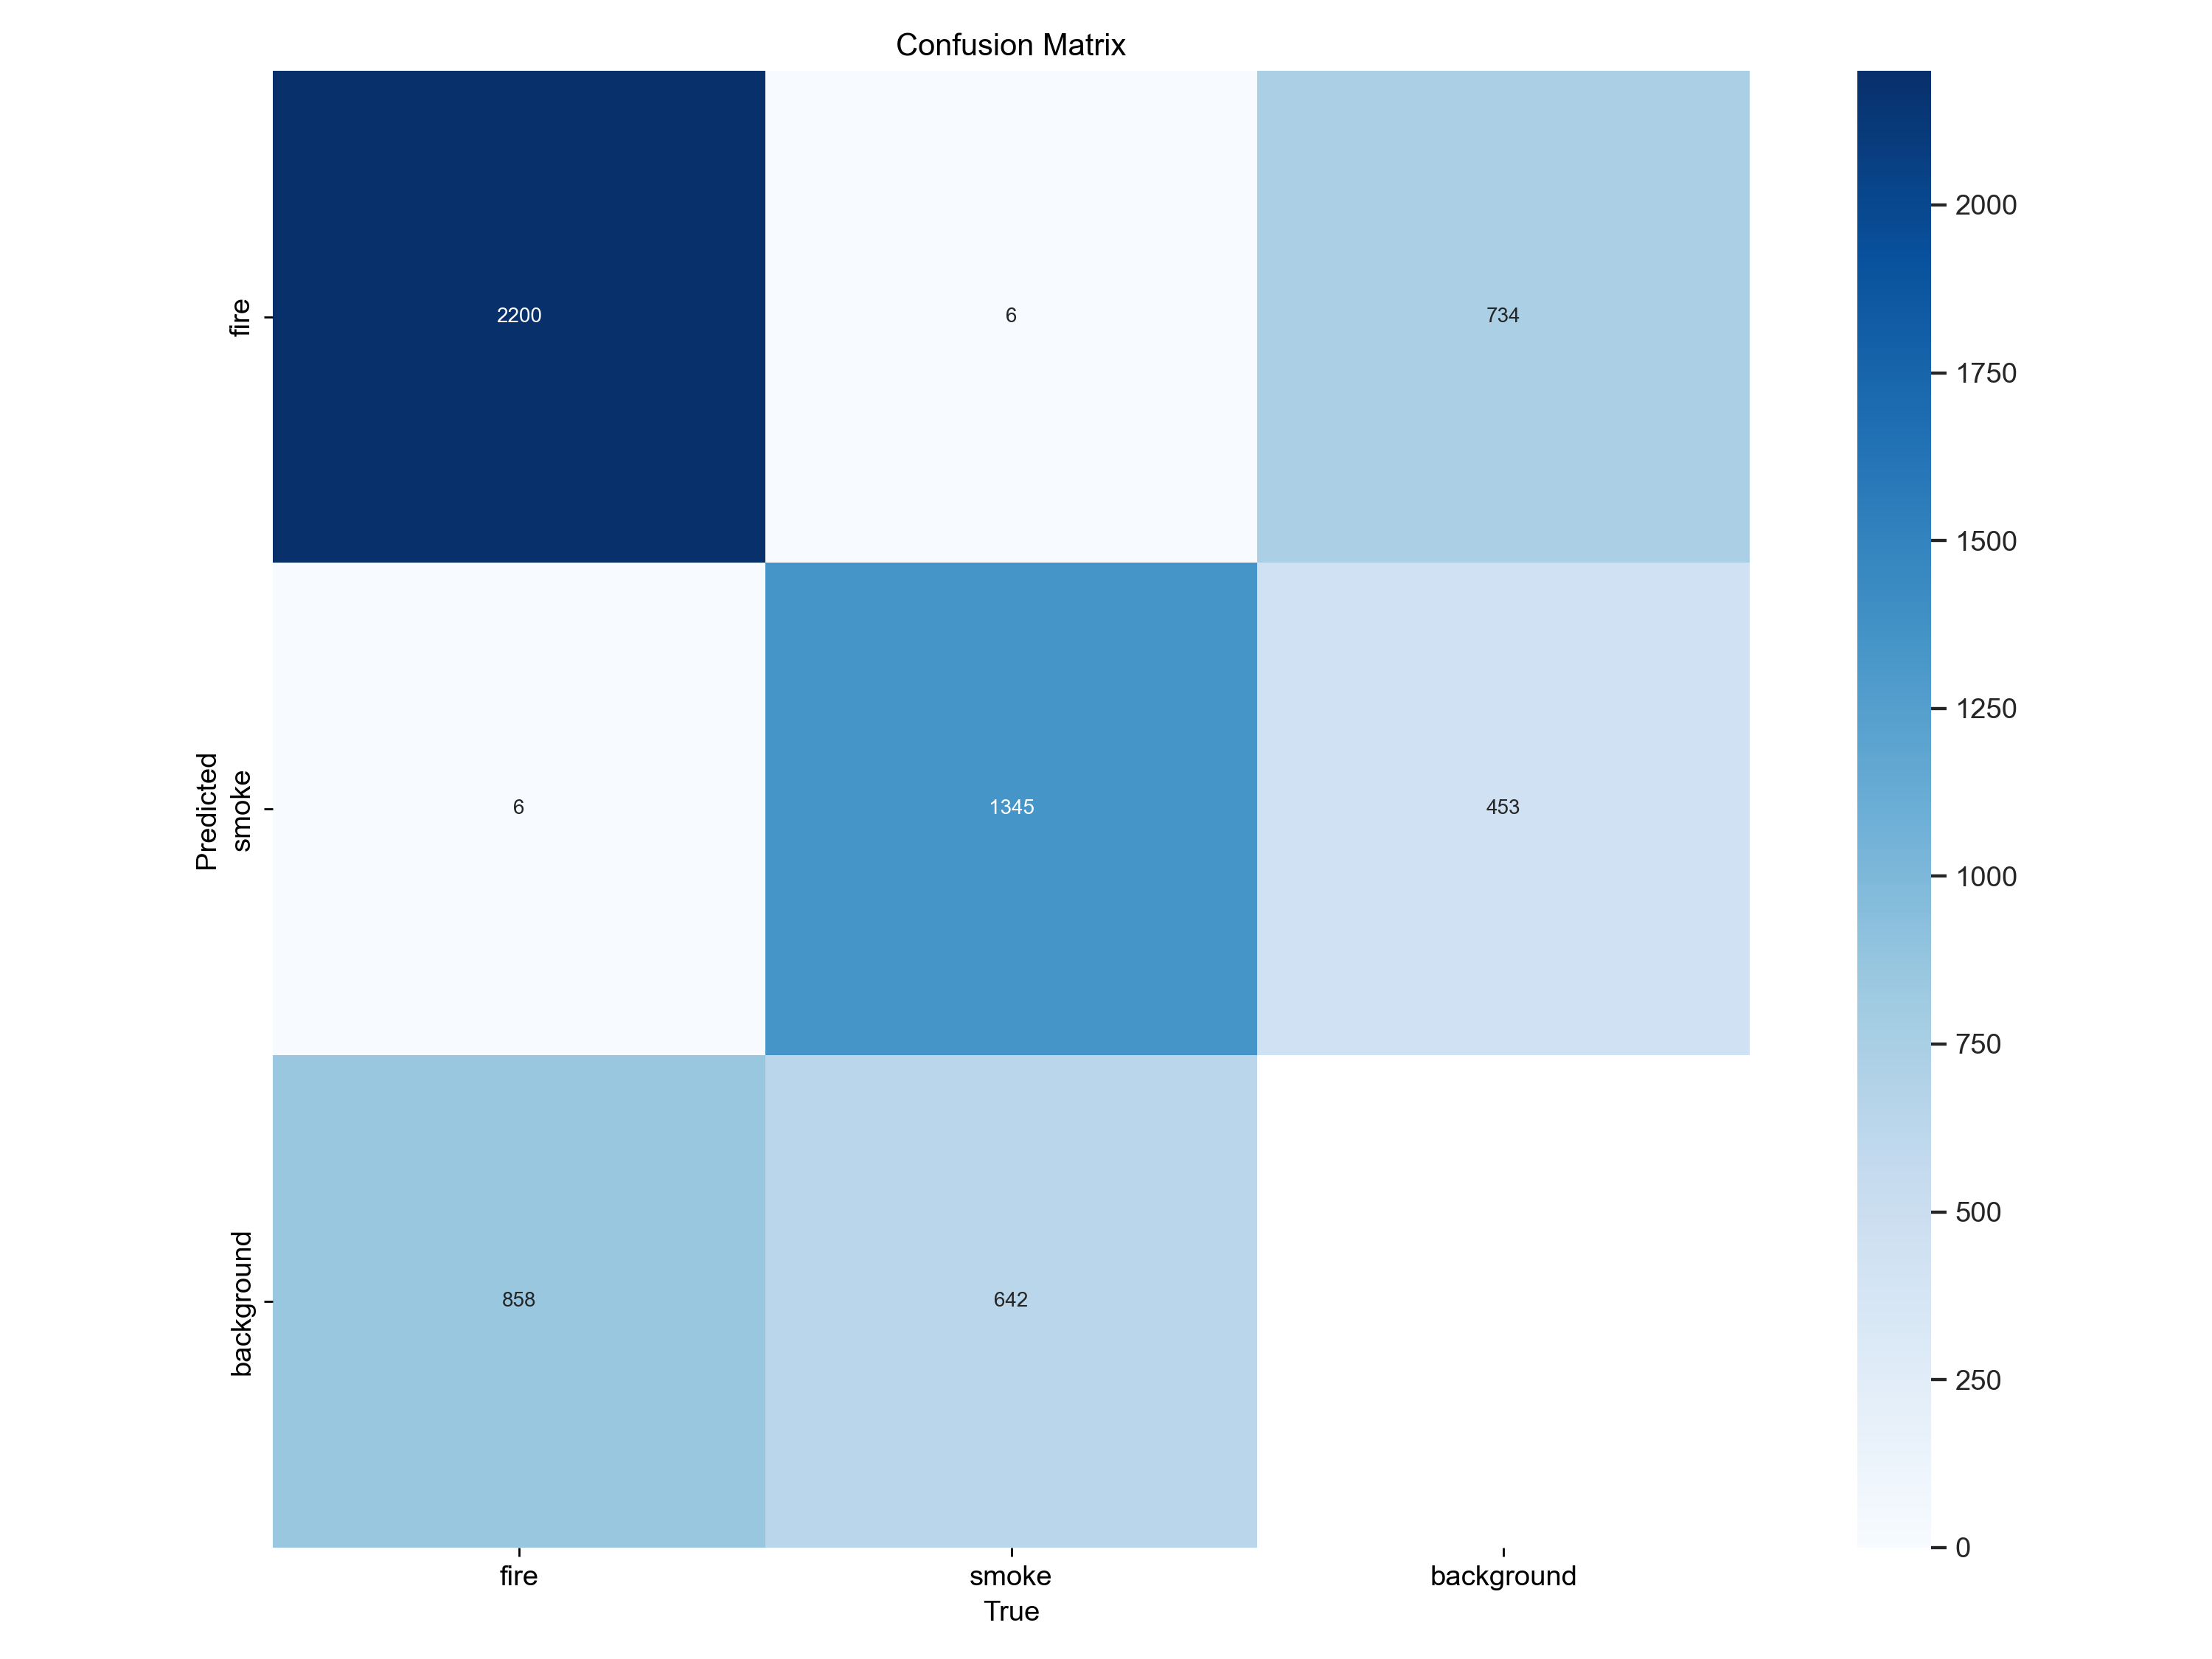 Confusion Matrix
fire
2200
6
734
Predicted
smoke
6
1345
453
background
858
642
fire
smoke
background
True
2000
1750
1500
1250
1000
750
500
250
0